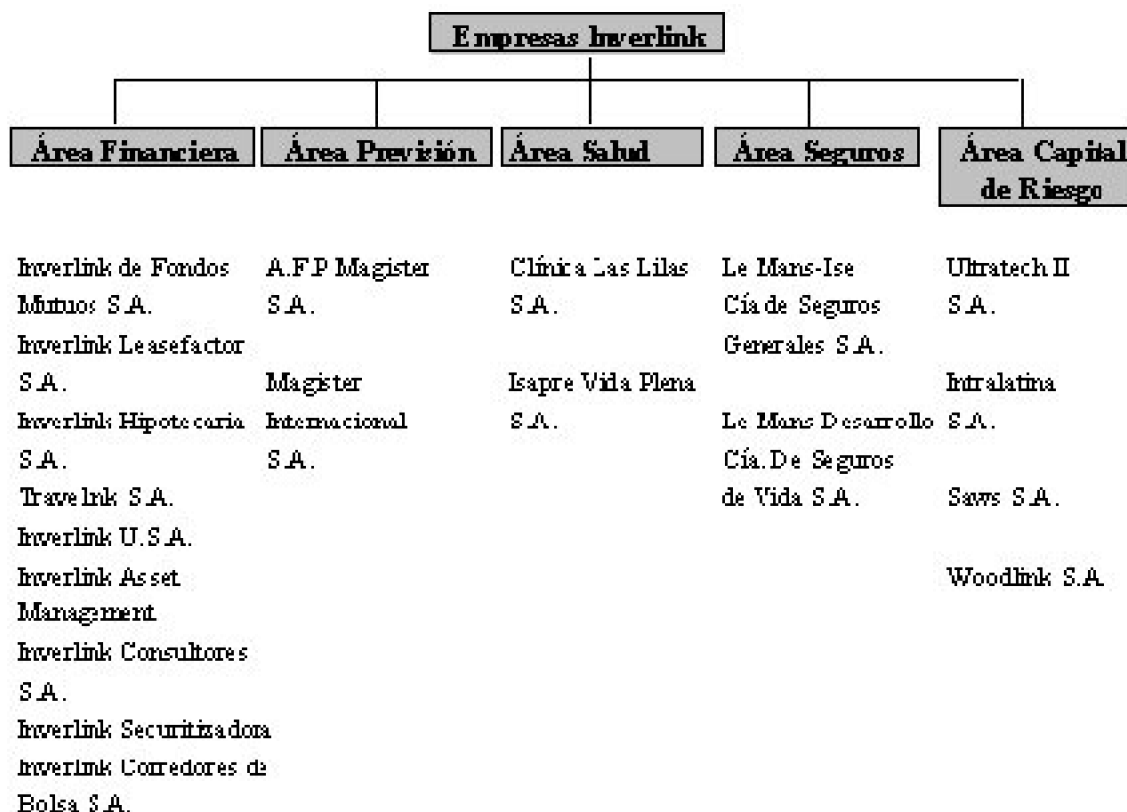 Empresas Inverlink
Área Financiera
Área Previsión
Área Salud
Área Seguros
Área Capital
de Riesgo
Inverlink de Fondos
Mutuos S.A.
Inverlink Leasefactor
S.A.
Inverlink Hipotecaria
S.A.
Travelnk S.A.
Inverlink U.S.A.
Inverlink Asset
Management
Inverlink Consultores
S.A.
Inverlink Securitizadora
Inverlink Corredores de
Bolsa S.A.
A.F.P Magister
S.A.
Magister
Internacional
S.A.
Clínica Las Lilas
S.A.
Isapre Vida Plena
S.A.
Le Mans-Ise
Cía de Seguros
Generales S.A.
Le Mans Desarrollo
Cía. De Seguros
de Vida S.A.
Ultratech II
S.A.
Intralatina
S.A.
Saws S.A.
Woodlink S.A.